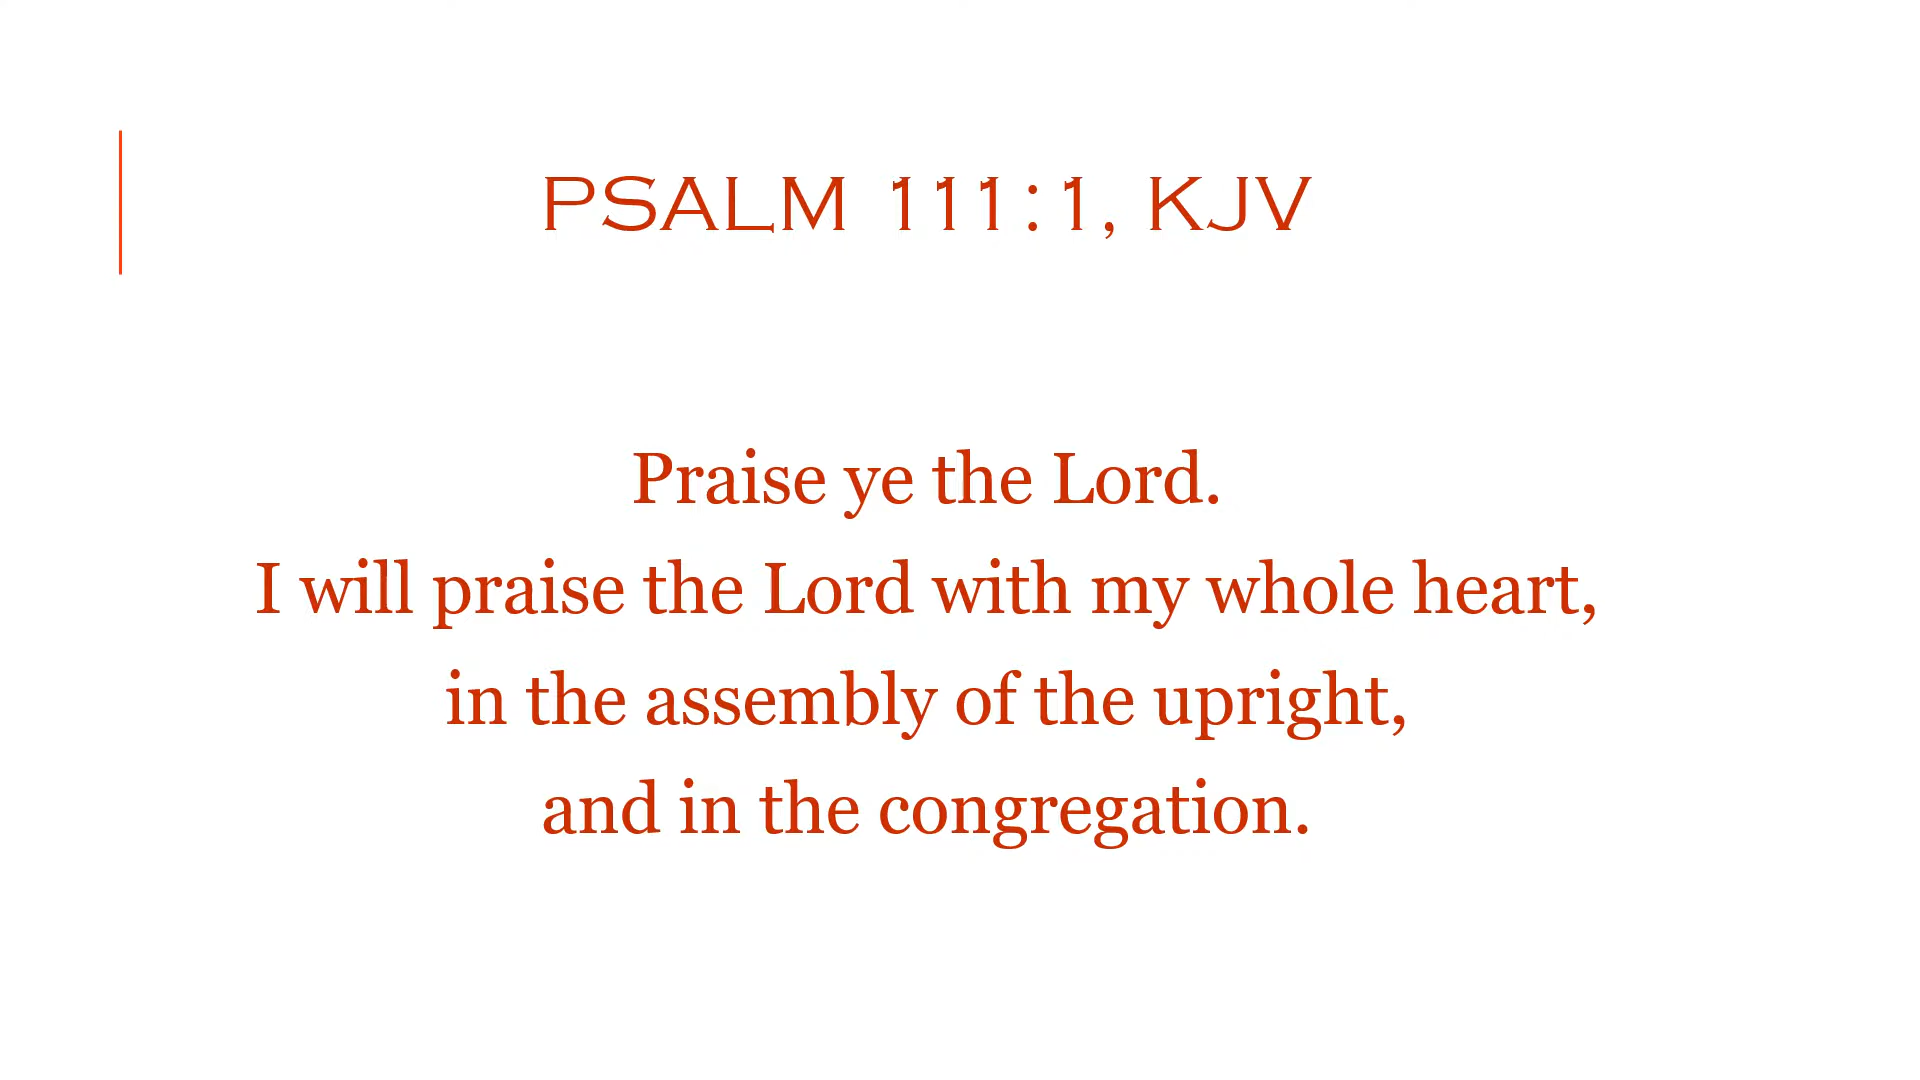 PSALM 111:1, KJV
Praise ye the Lord.
I will praise the Lord with my whole heart,
in the assembly of the upright,
and in the congregation.